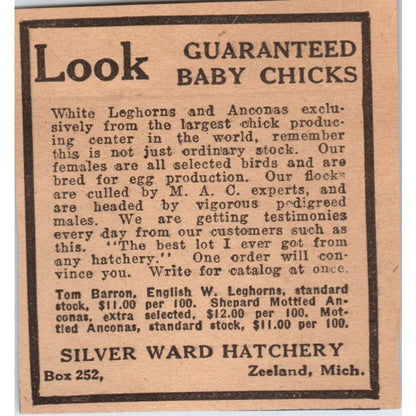 Look GUARANTEED
BABY CHICKS
White Leghorns and Anconas exclu-
sively from the largest chick produc-
ing center in the world, remember
this is not just ordinary stock. Our
females are all selected birds and are
bred for egg production. Our flocks
are culled by M. A. C. experts, and
are headed by vigorous pedigreed
males. We are getting testimonies
every day from our customers such as
this. "The best lot I ever got from
any hatchery." One order will con-
vince you. Write for catalog at once.
Tom Barron, English W. Leghorns, standard
stock, $11.00 per 100. Shepard Mottled An-
conas, extra selected, $12.00 per 100. Mot-
tled Anconas, standard stock, $11.00 per 100.
SILVER WARD HATCHERY
Box 252, Zeeland, Mich.